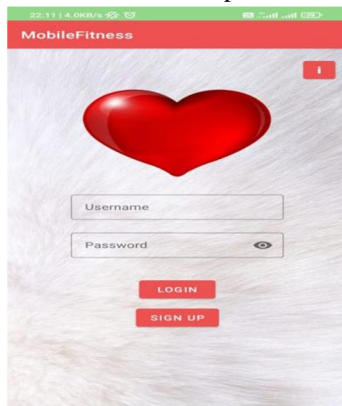 22:11 | 4.0KB/s
MobileFitness
i
Username
Password
LOGIN
SIGN UP